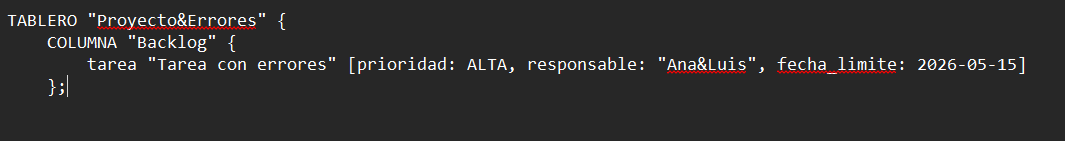 TABLERO "Proyecto&Errores" {
COLUMNA "Backlog" {
tarea "Tarea con errores" [prioridad: ALTA, responsable: "Ana&Luis", fecha_limite: 2026-05-15]
};